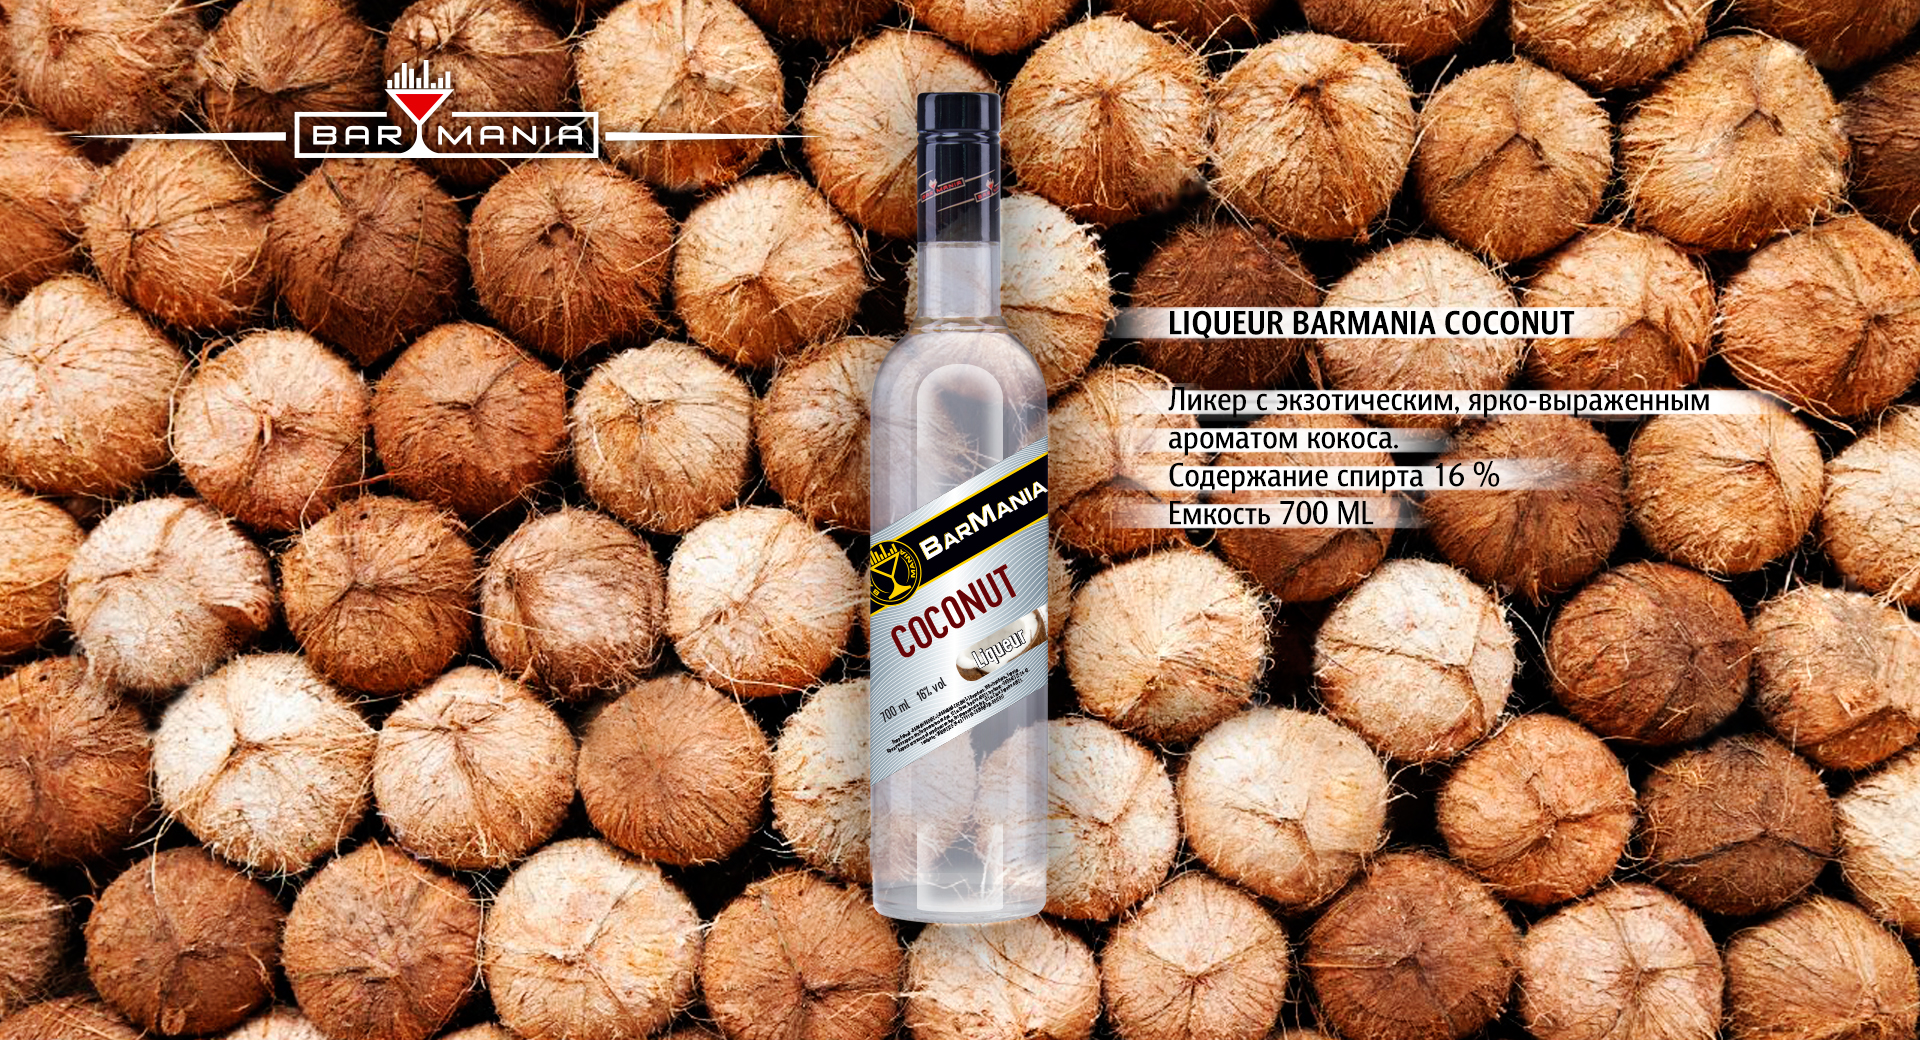 BAR MANIA
LIQUEUR BARMANIA COCONUT
Ликер с экзотическим, ярко-выраженным
ароматом кокоса.
Содержание спирта 16 %
Емкость 700 ML
BARMANIA
COCONUT
Liqueur
700 ml 16% vol